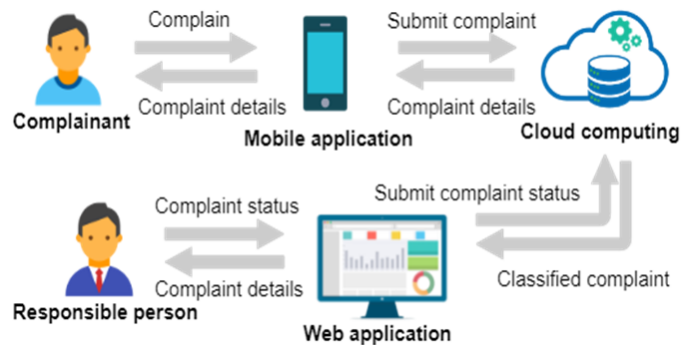 Complain
Submit complaint
Complaint details
Complaint details
Complainant
Mobile application
Cloud computing
Complaint status
Submit complaint status
Complaint details
Classified complaint
Responsible person
Web application